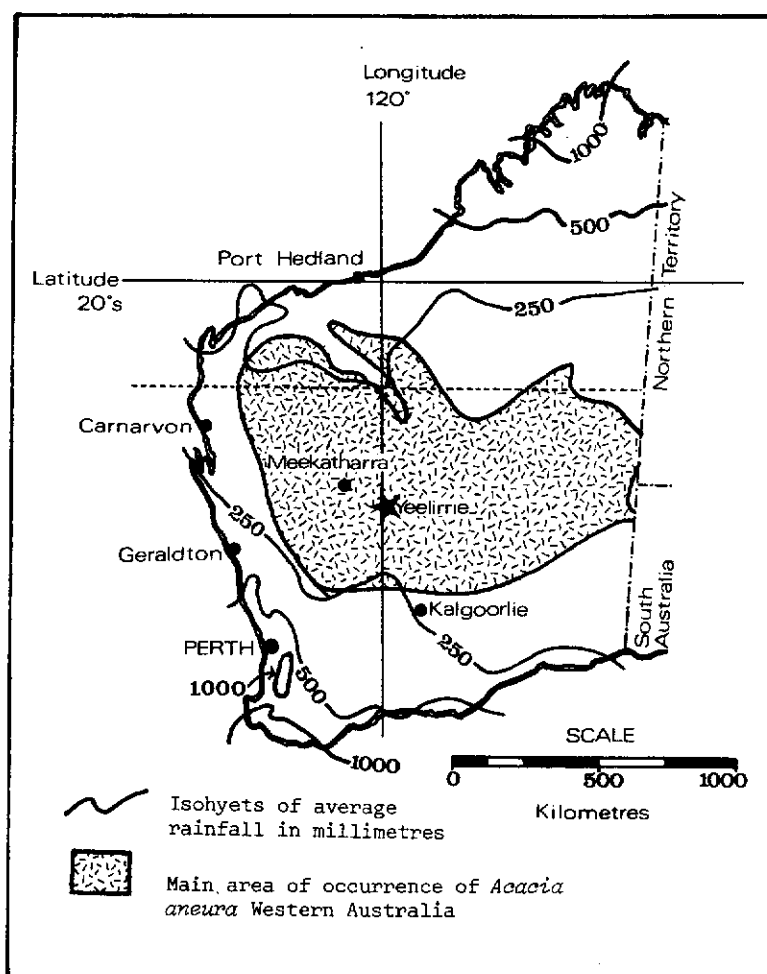 Longitude
120°
1000
500
Port Hedland
Northern Territory
Latitude
20°s
250
Carnarvon
Meekatharra
Yeelirrie
250
Geraldton
Kalgoorlie
PERTH
250
South
Australia
1000
500
1000
SCALE
0 500 1000
Kilometres
Isohyets of average
rainfall in millimetres
Main area of occurrence of Acacia
aneura Western Australia